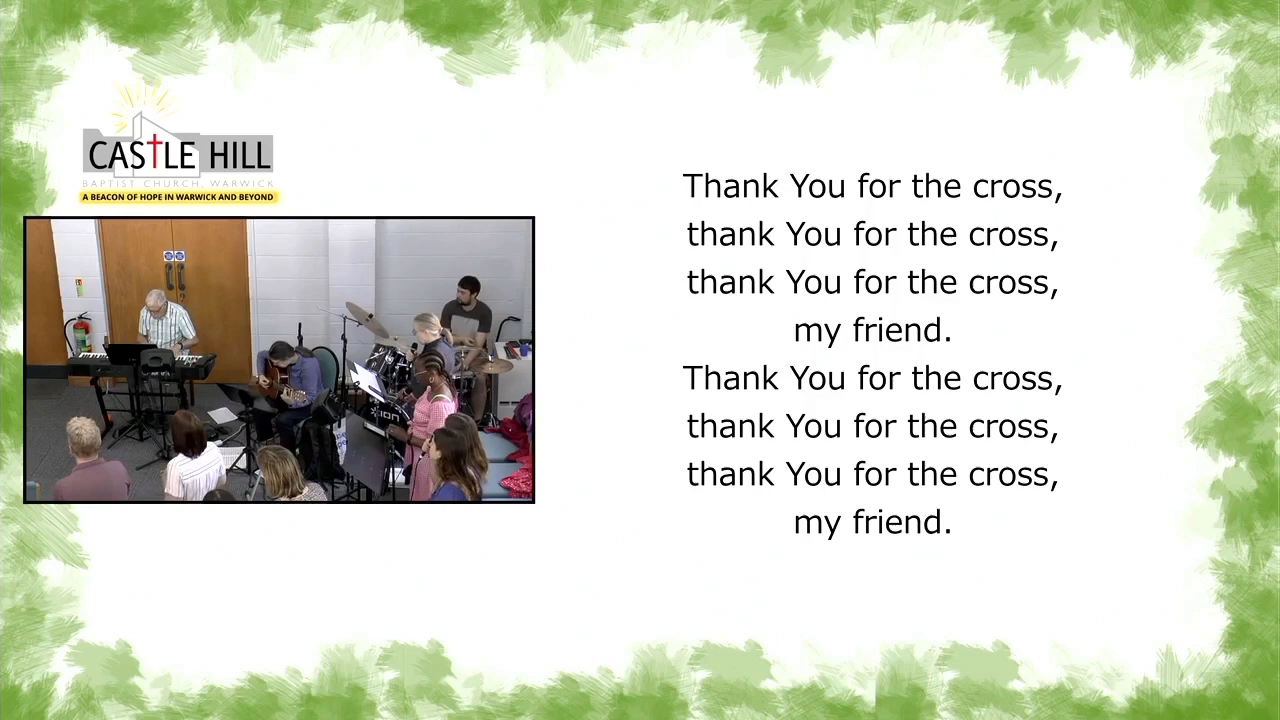 CASTLE HILL
BAPTIST CHURCH, WARWICK
A BEACON OF HOPE IN WARWICK AND BEYOND
Thank You for the cross,
thank You for the cross,
thank You for the cross,
my friend.
Thank You for the cross,
thank You for the cross,
thank You for the cross,
my friend.
ION